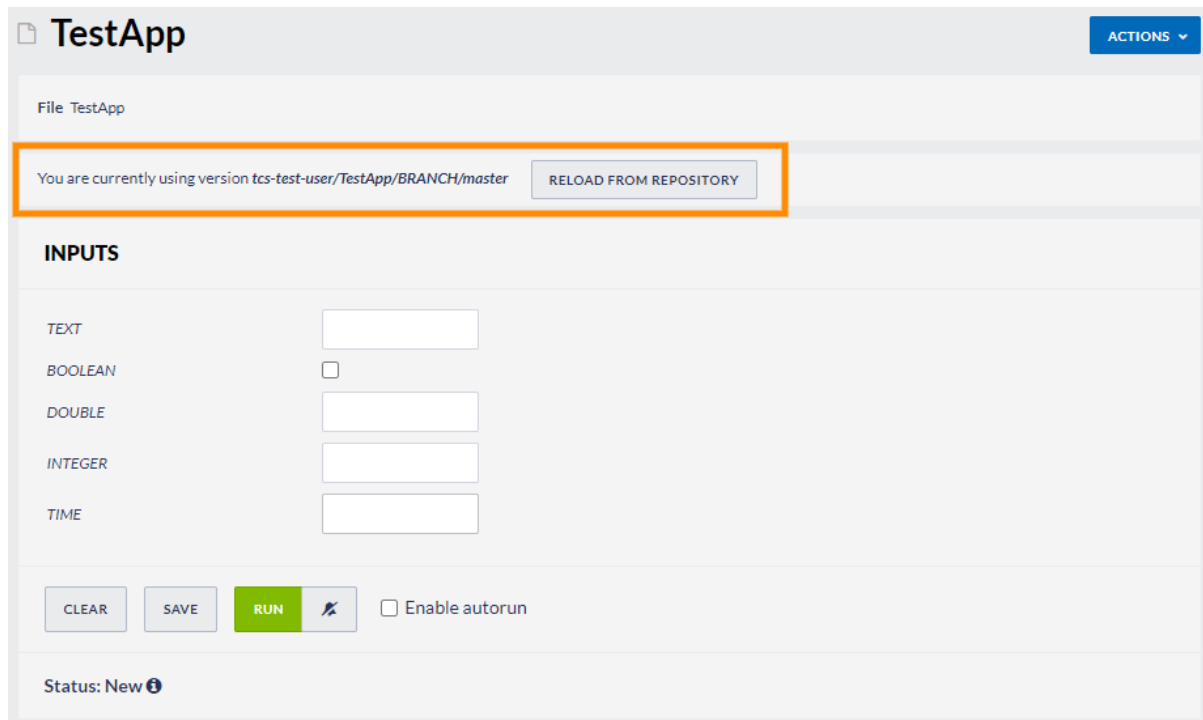 TestApp
ACTIONS
File TestApp
You are currently using version tcs-test-user/TestApp/BRANCH/master RELOAD FROM REPOSITORY
INPUTS
TEXT
BOOLEAN
DOUBLE
INTEGER
TIME
CLEAR SAVE RUN Enable autorun
Status: New